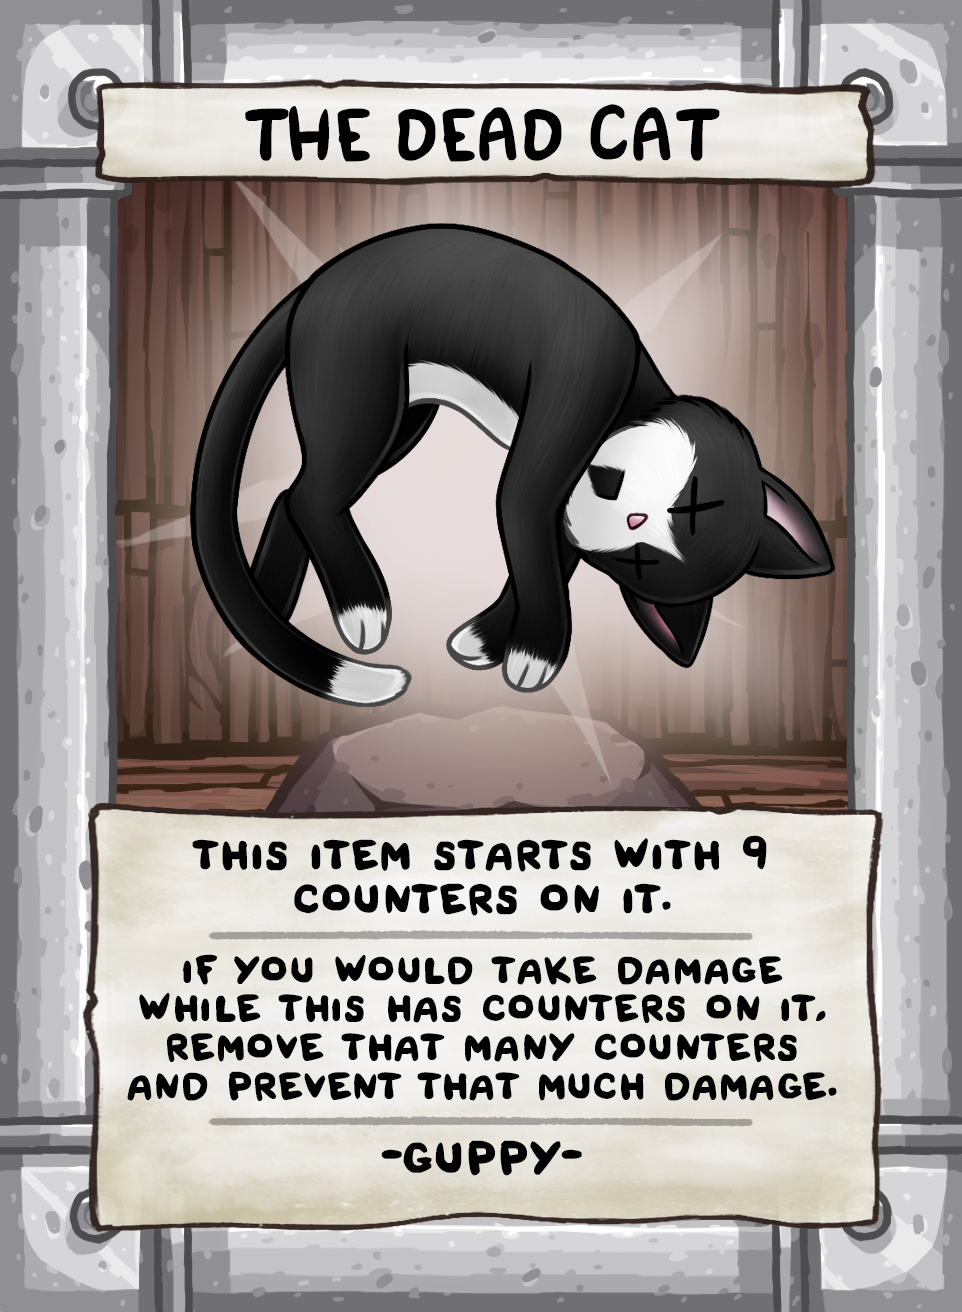 THE DEAD CAT
THIS ITEM STARTS WITH 9
COUNTERS ON IT.
IF YOU WOULD TAKE DAMAGE
WHILE THIS HAS COUNTERS ON IT,
REMOVE THAT MANY COUNTERS
AND PREVENT THAT MUCH DAMAGE.
-GUPPY-